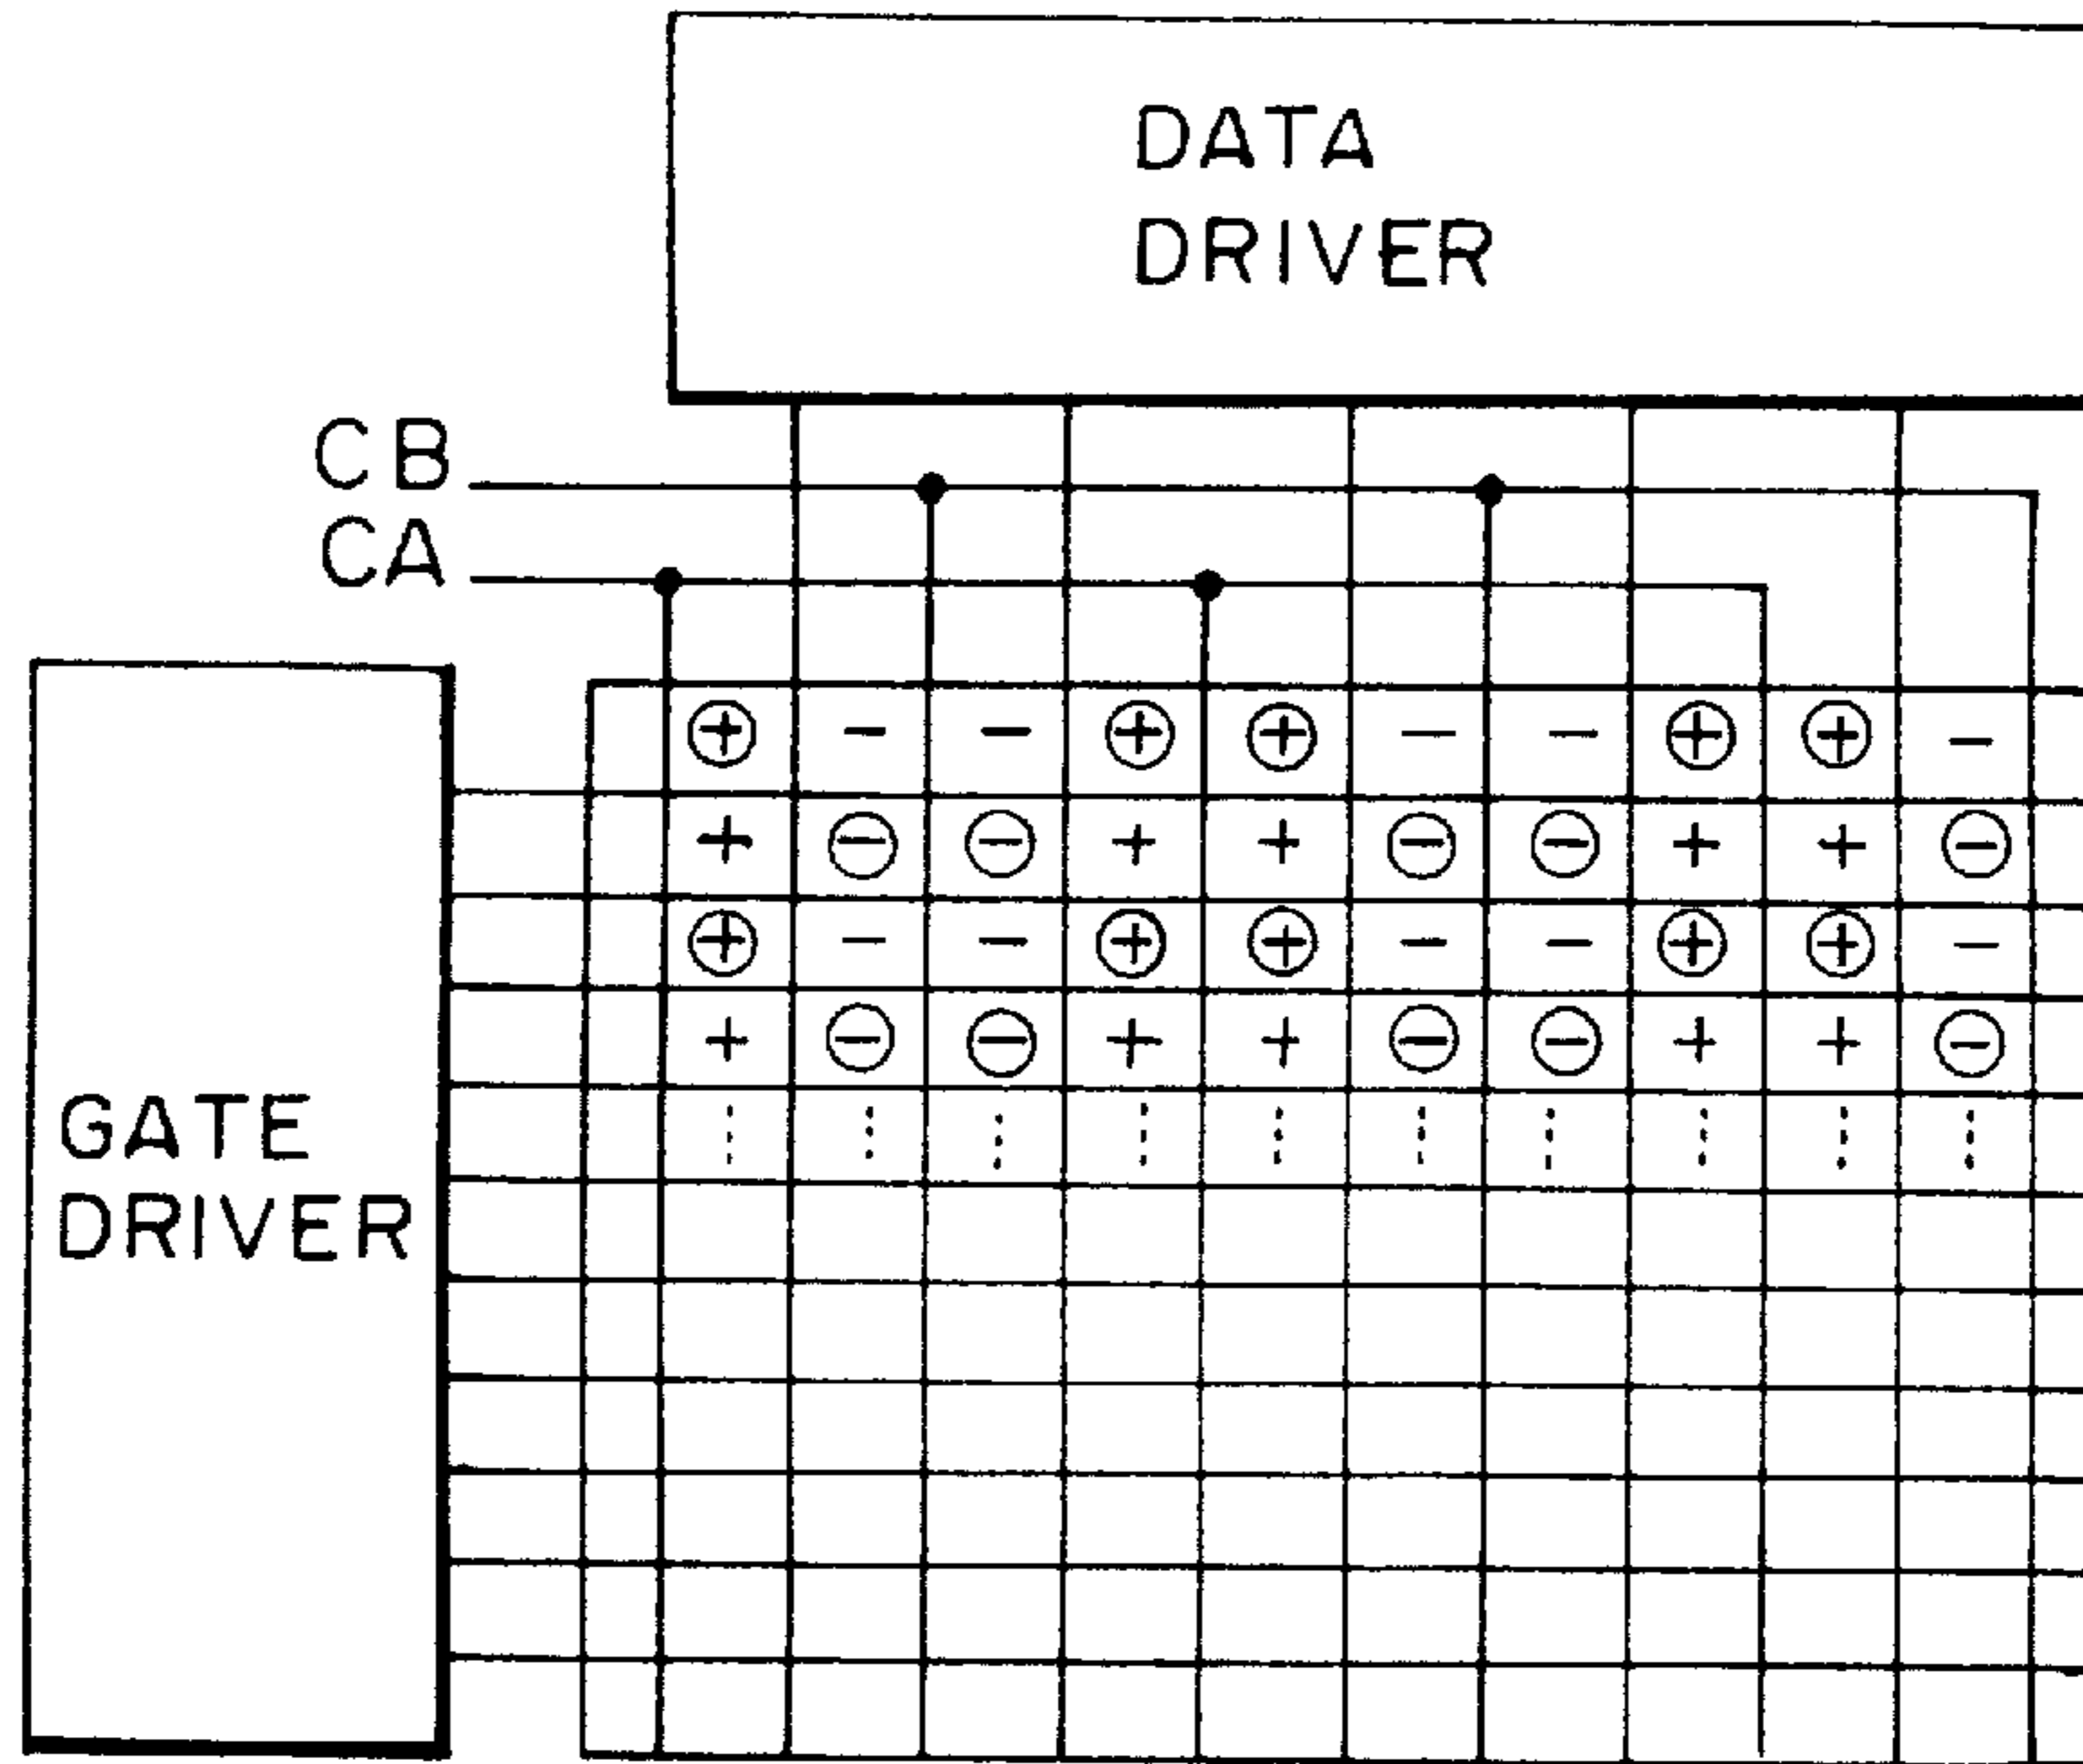 DATA
DRIVER
CB
CA
⊕ − − ⊕ ⊕ − − ⊕ ⊕ −
+ ⊖ ⊖ + + ⊖ ⊖ + + ⊖
⊕ − − ⊕ ⊕ − − ⊕ ⊕ −
+ ⊖ ⊖ + + ⊖ ⊖ + + ⊖
GATE
DRIVER